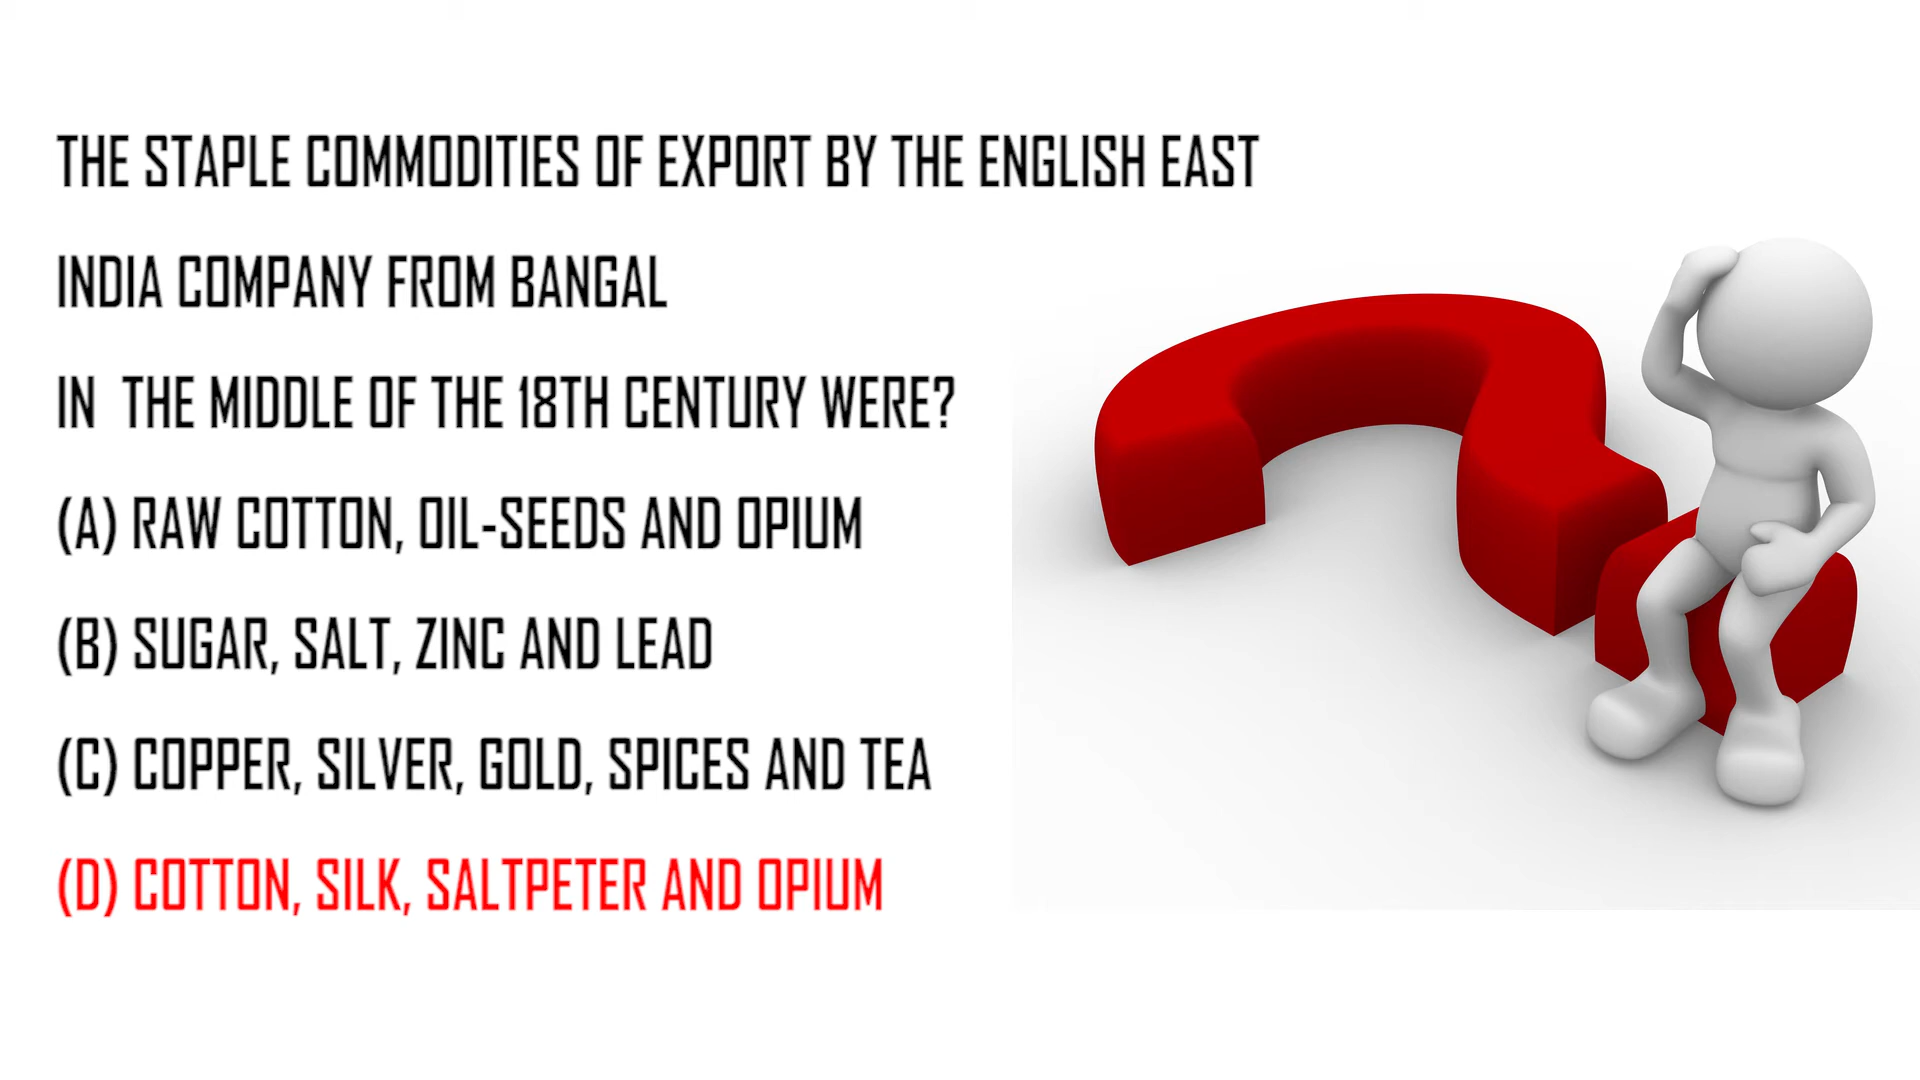 THE STAPLE COMMODITIES OF EXPORT BY THE ENGLISH EAST
INDIA COMPANY FROM BANGAL
IN THE MIDDLE OF THE 18TH CENTURY WERE?
(A) RAW COTTON, OIL-SEEDS AND OPIUM
(B) SUGAR, SALT, ZINC AND LEAD
(C) COPPER, SILVER, GOLD, SPICES AND TEA
(D) COTTON, SILK, SALTPETER AND OPIUM